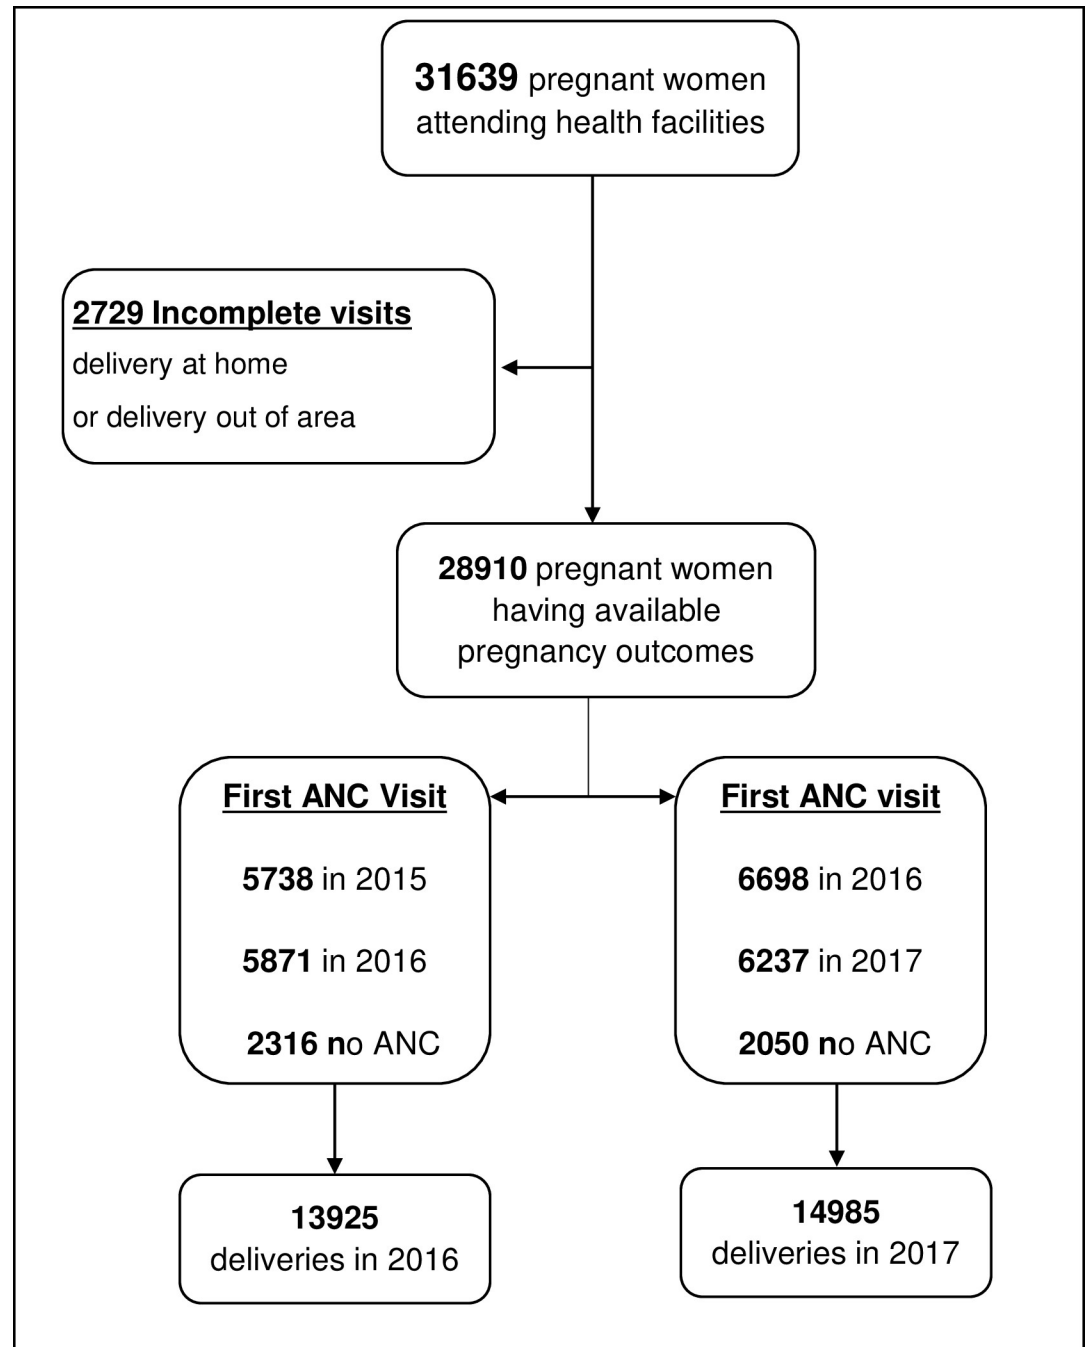 31639 pregnant women
attending health facilities
2729 Incomplete visits
delivery at home
or delivery out of area
28910 pregnant women
having available
pregnancy outcomes
First ANC Visit
5738 in 2015
5871 in 2016
2316 no ANC
First ANC visit
6698 in 2016
6237 in 2017
2050 no ANC
13925
deliveries in 2016
14985
deliveries in 2017